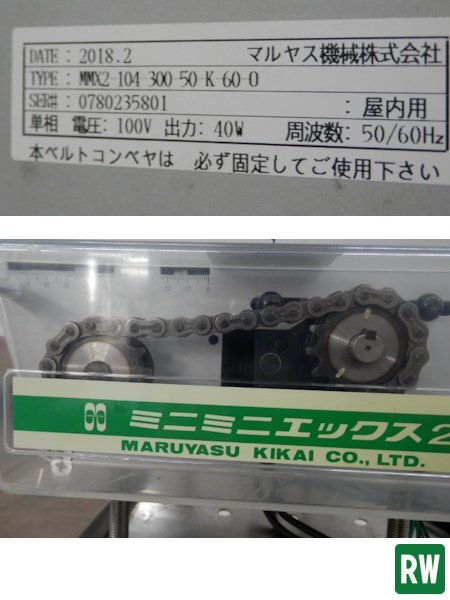 DATE : 2018.2 マルヤス機械株式会社
TYPE : MMX2-104-300-50-K-60-O
SER# : 0780235801 : 屋内用
単相 電圧: 100V 出力: 40W 周波数: 50/60Hz
本ベルトコンベヤは 必ず固定してご使用下さい
ミニミニエックス2
MARUYASU KIKAI CO., LTD.
RW